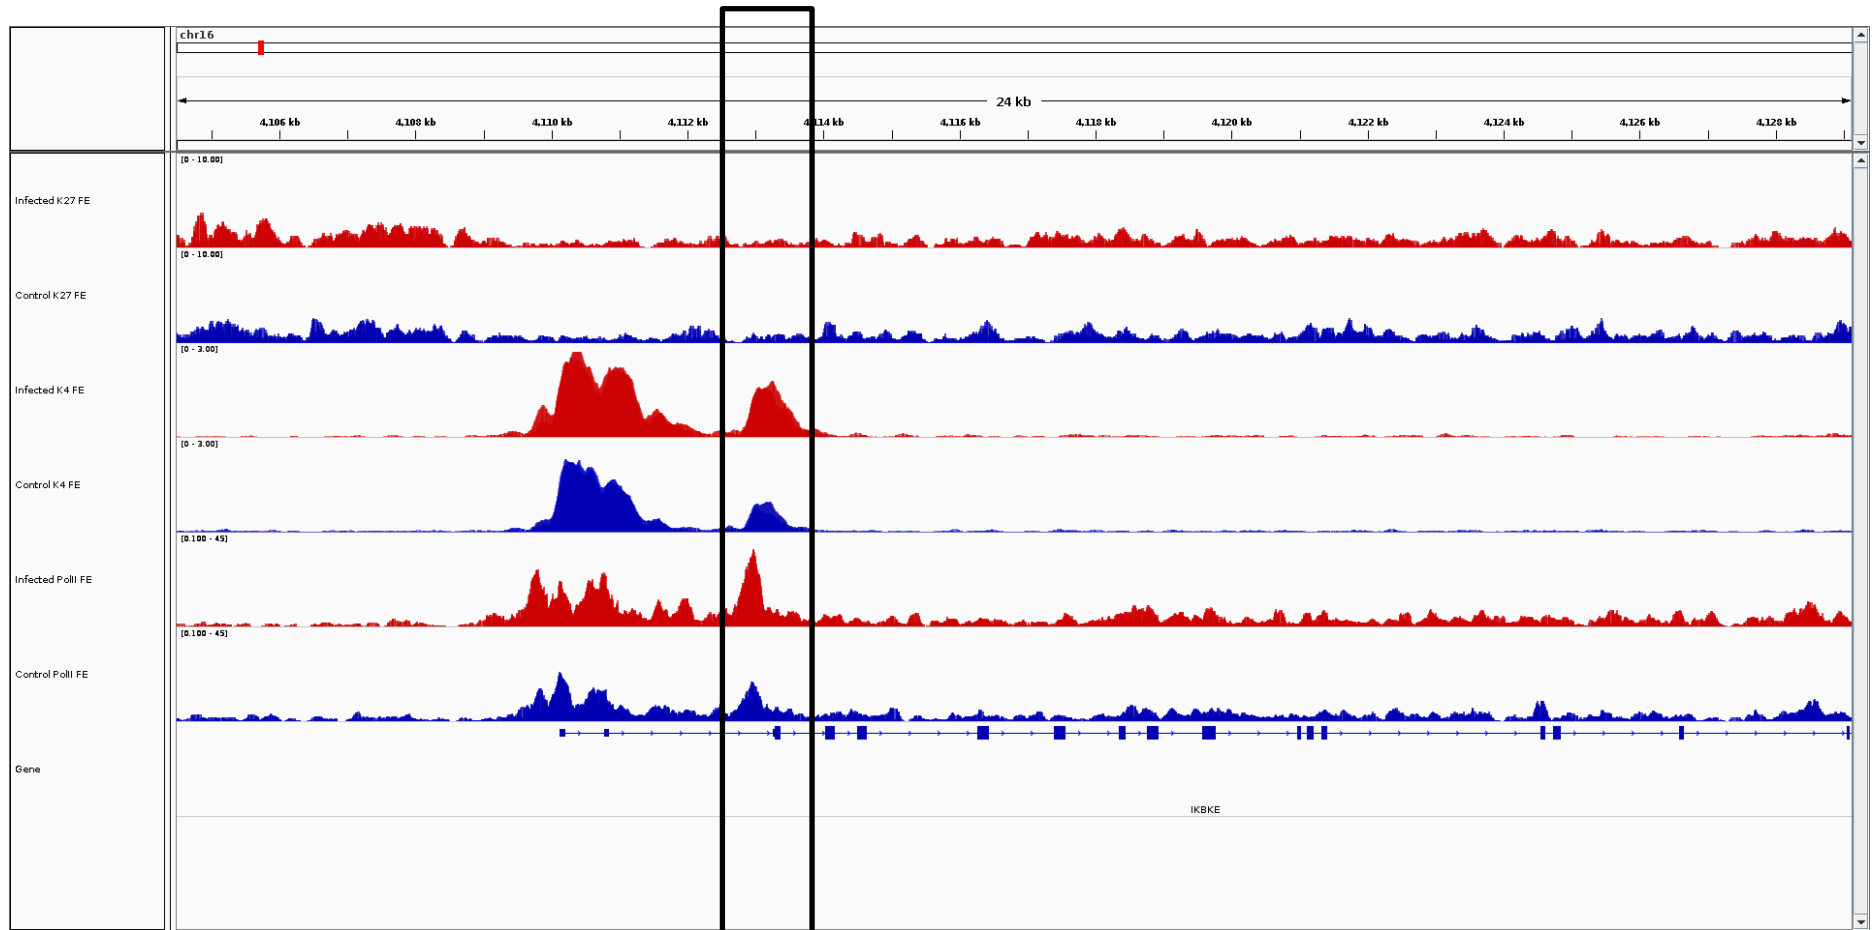 chr16
24 kb
4,106 kb 4,108 kb 4,110 kb 4,112 kb 4,114 kb 4,116 kb 4,118 kb 4,120 kb 4,122 kb 4,124 kb 4,126 kb 4,128 kb
[0 - 10.00]
Infected K27 FE
[0 - 10.00]
Control K27 FE
[0 - 3.00]
Infected K4 FE
[0 - 3.00]
Control K4 FE
[0.100 - 45]
Infected PolII FE
[0.100 - 45]
Control PolII FE
Gene
IKBKE